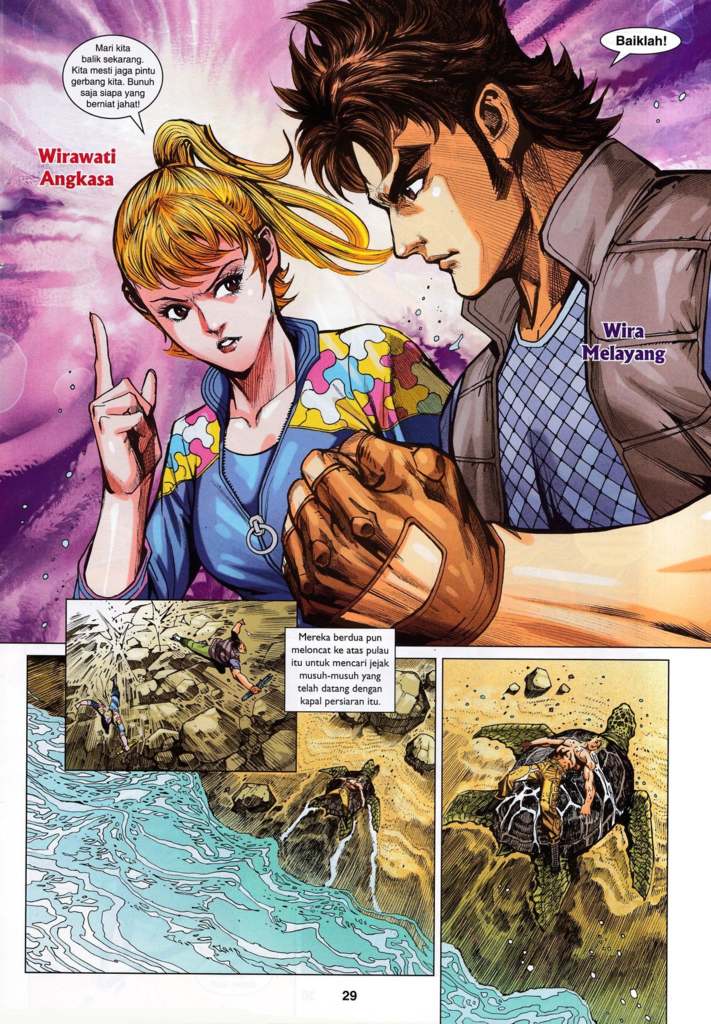 Mari kita
balik sekarang.
Kita mesti jaga pintu
gerbang kita. Bunuh
saja siapa yang
berniat jahat!
Baiklah!
Wirawati
Angkasa
Wira
Melayang
Mereka berdua pun
meloncat ke atas pulau
itu untuk mencari jejak
musuh-musuh yang
telah datang dengan
kapal persiaran itu.
29